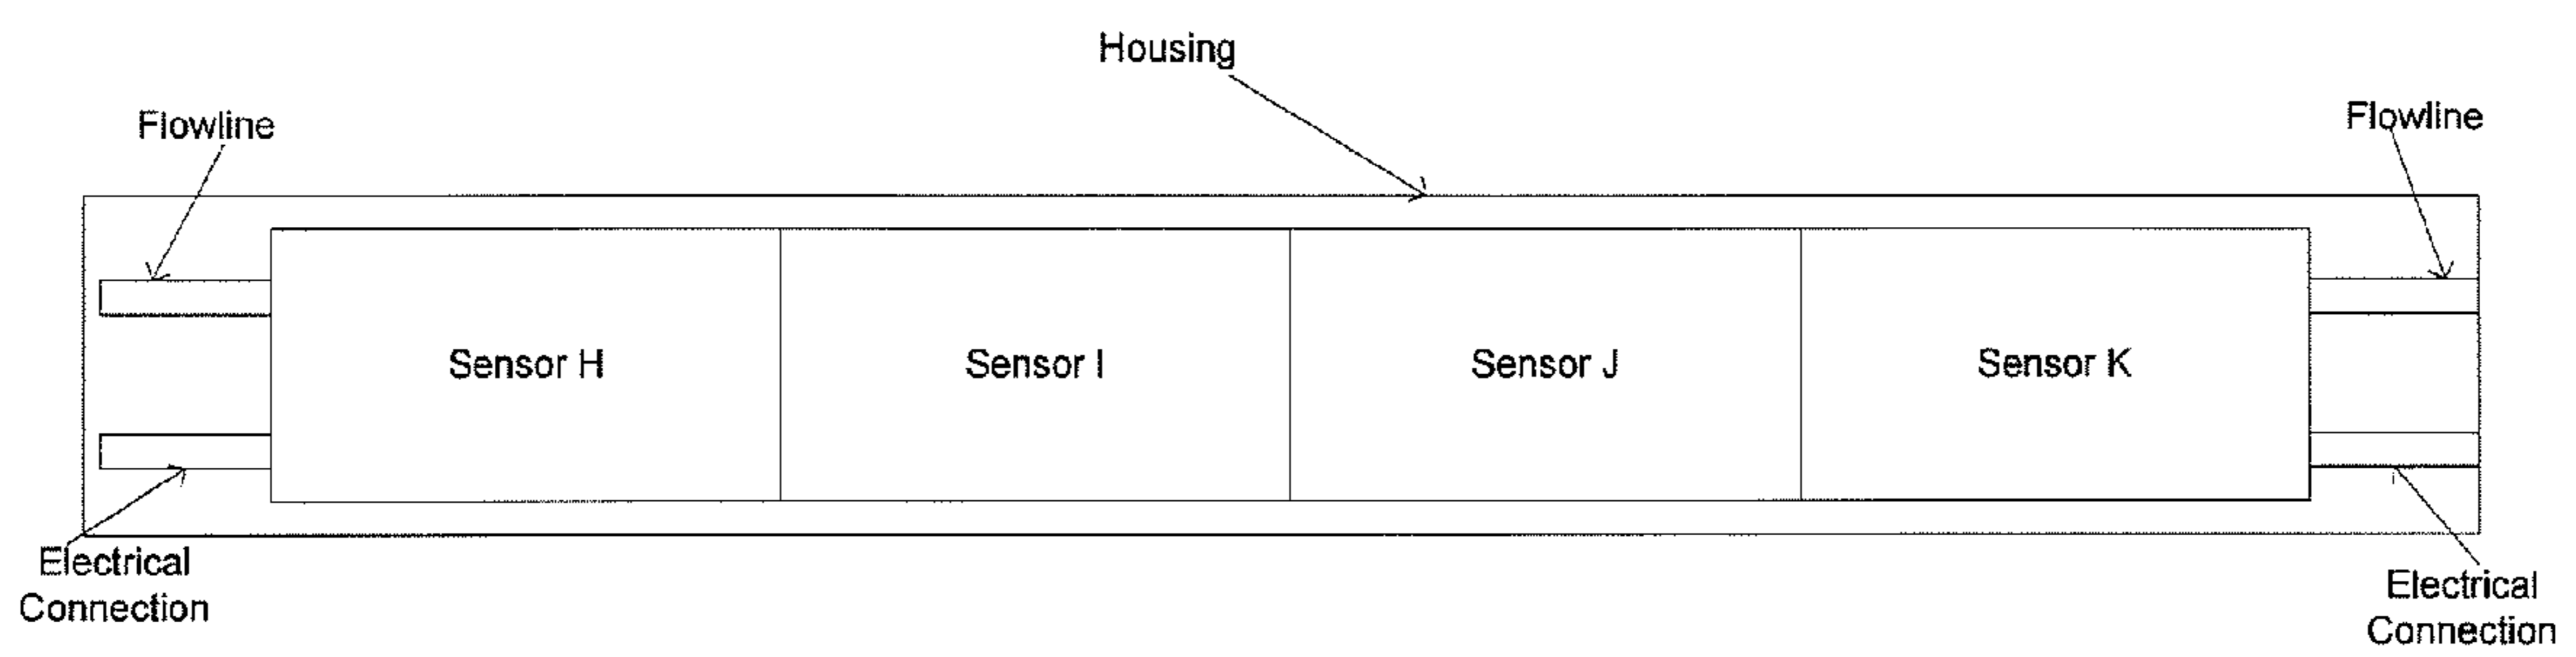 Housing
Flowline
Flowline
Sensor H
Sensor I
Sensor J
Sensor K
Electrical
Connection
Electrical
Connection